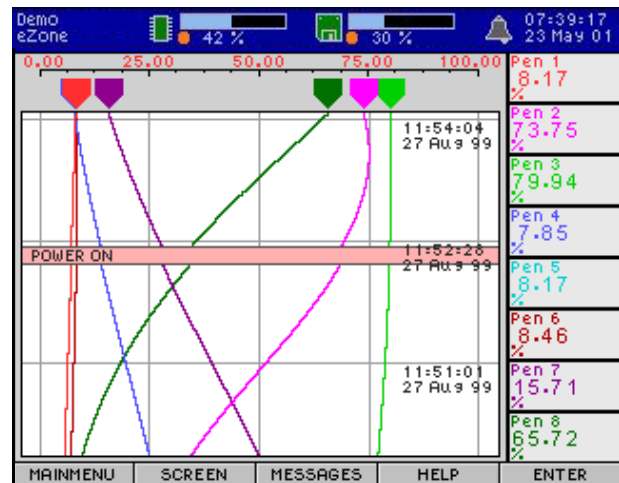 Demo
eZone
42 %
30 %
07:39:17
23 May 01
0.00 25.00 50.00 75.00 100.00
11:54:04
27 Aug 99
POWER ON
11:52:28
27 Aug 99
11:51:01
27 Aug 99
Pen 1
8.17
%
Pen 2
73.75
%
Pen 3
79.94
%
Pen 4
7.85
%
Pen 5
8.17
%
Pen 6
8.46
%
Pen 7
15.71
%
Pen 8
65.72
%
MAINMENU SCREEN MESSAGES HELP ENTER